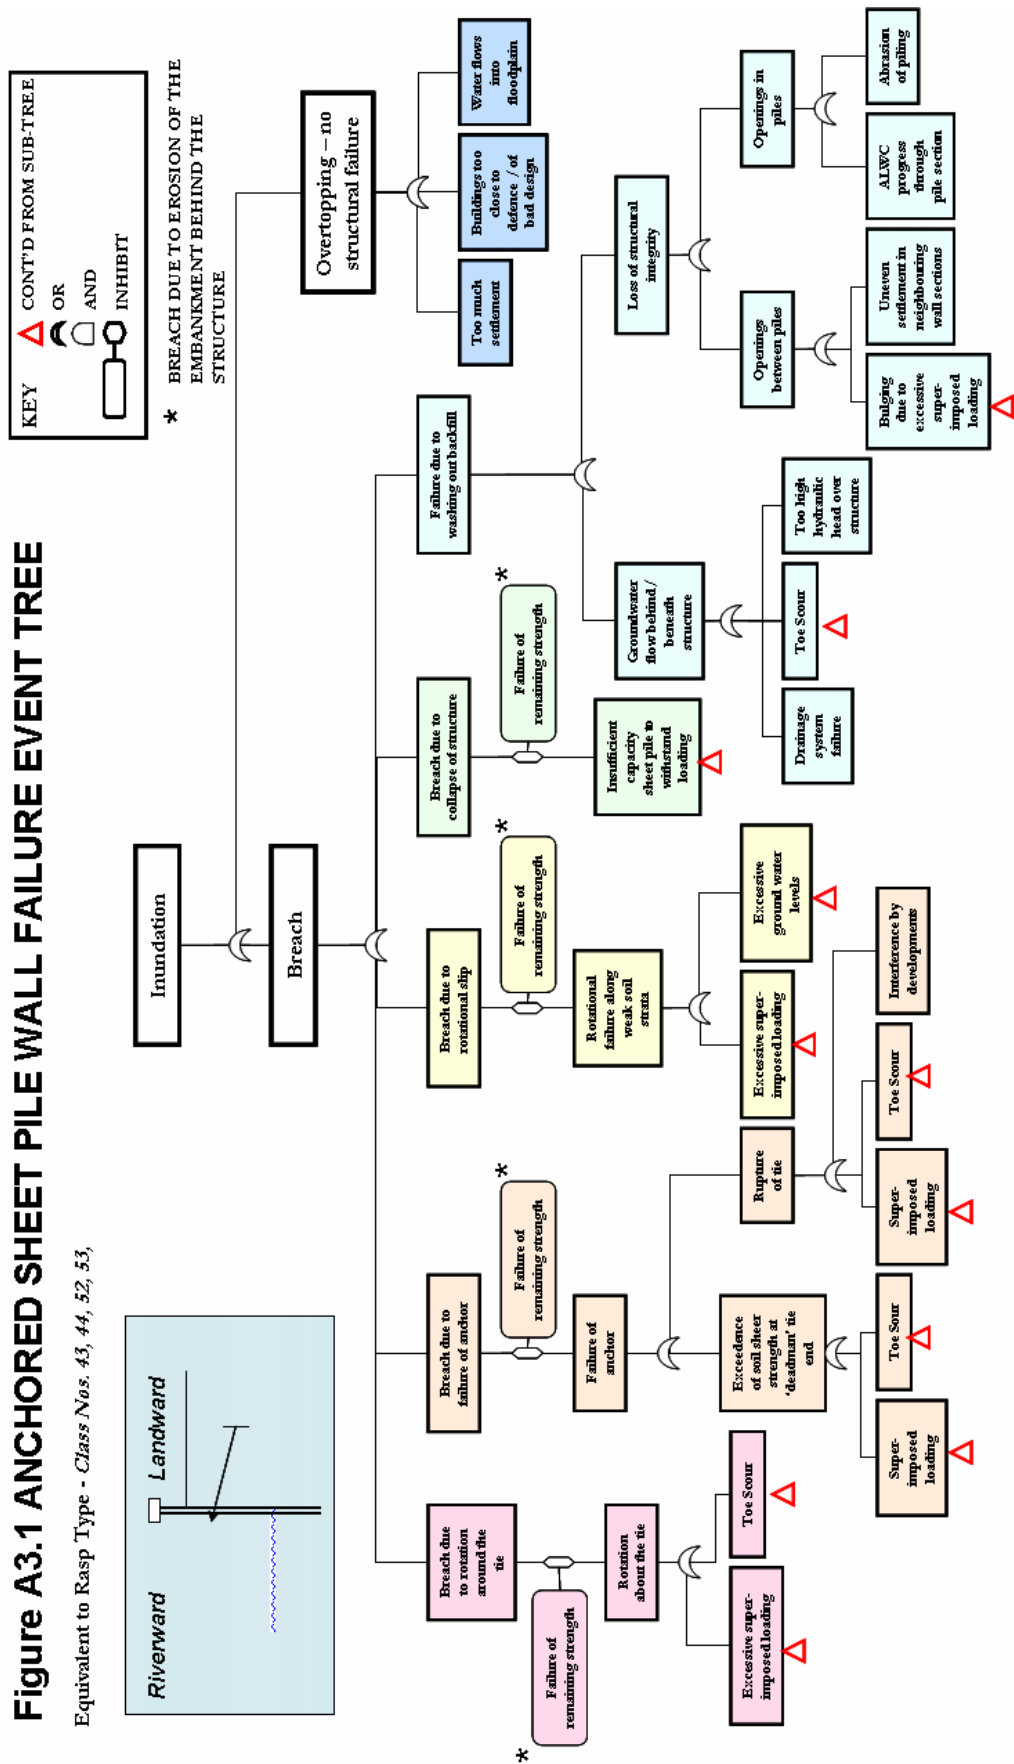 Figure A3.1 ANCHORED SHEET PILE WALL FAILURE EVENT TREE
Equivalent to Rasp Type - Class Nos. 43, 44, 52, 53,
KEY
CONT'D FROM SUB-TREE
OR
AND
INHIBIT
* BREACH DUE TO EROSION OF THE
EMBANKMENT BEHIND THE
STRUCTURE
Riverward
Landward
Inundation
Breach
Overtopping – no
structural failure
Too much
settlement
Buildings too
close to
defence / of
bad design
Water flows
into
floodplain
Breach due
to rotation
around the
tie
*
Failure of
remaining strength
Rotation
about the tie
Excessive super-
imposed loading
Toe Scour
Breach due to
failure of anchor
*
Failure of
remaining strength
Failure of
anchor
Exceedence
of soil sheer
strength at
'deadman' tie
end
Super-
imposed
loading
Toe Sour
Rupture
of tie
Super-
imposed
loading
Toe Scour
Interference by
developments
Breach due to
rotational slip
*
Failure of
remaining strength
Rotational
failure along
weak soil
strata
Excessive super-
imposed loading
Excessive
ground water
levels
Breach due to
collapse of structure
*
Failure of
remaining strength
Insufficient
capacity
sheet pile to
withstand
loading
Failure due to
washing out backfill
*
Groundwater
flow behind /
beneath
structure
Drainage
system
failure
Toe Scour
Too high
hydraulic
head over
structure
Loss of structural
integrity
Openings
between piles
Bulging
due to
excessive
super-
imposed
loading
Uneven
settlement in
neighbouring
wall sections
Openings in
piles
ALWC
progress
through
pile section
Abrasion
of piling